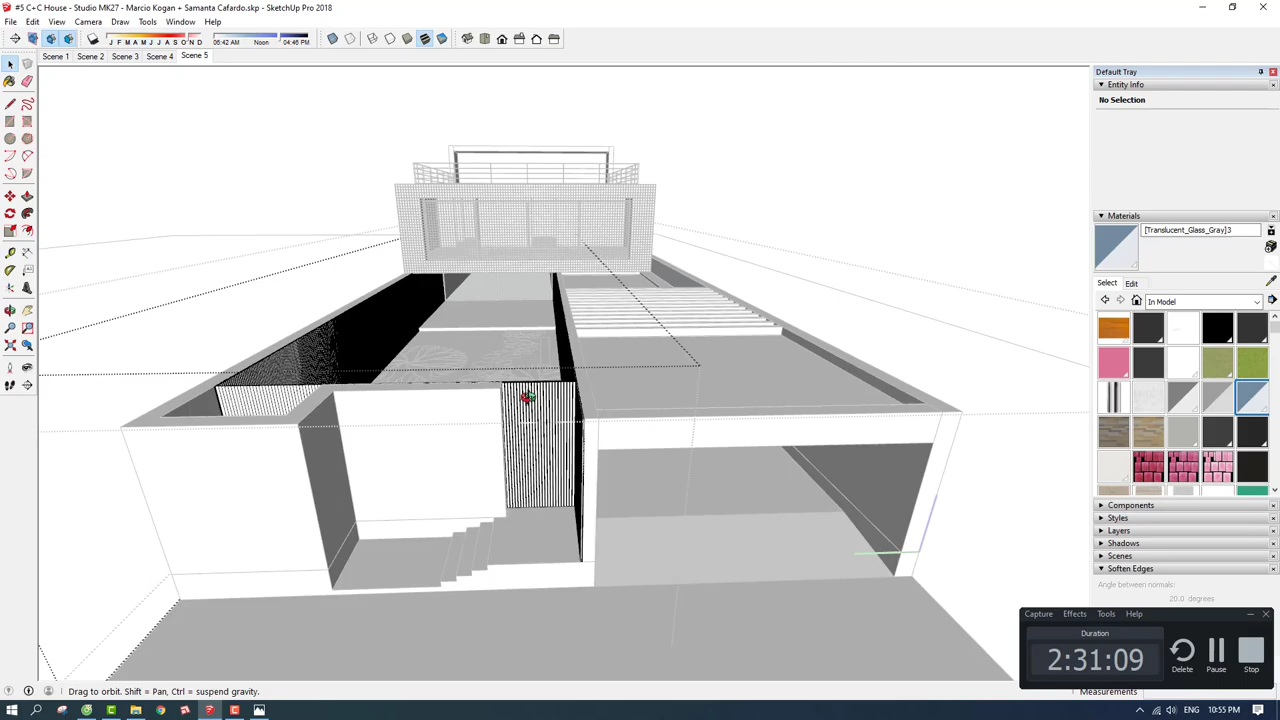 #5 C+C House - Studio MK27 - Marcio Kogan + Samanta Cafardo.skp - SketchUp Pro 2018
File Edit View Camera Draw Tools Window Help
J F M A M J J A S O N D 06:42 AM Noon 04:46 PM
Scene 1 Scene 2 Scene 3 Scene 4 Scene 5
Default Tray
Entity Info
No Selection
Materials
[Translucent_Glass_Gray]3
Select Edit
In Model
Components
Styles
Layers
Shadows
Scenes
Soften Edges
Angle between normals:
20.0 degrees
Capture Effects Tools Help
Duration
2:31:09
Delete Pause Stop
Drag to orbit. Shift = Pan, Ctrl = suspend gravity.
Measurements
10:55 PM